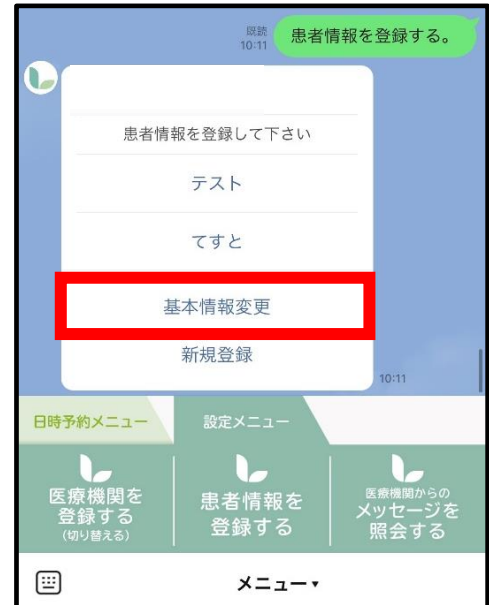 既読
10:11
患者情報を登録する。
患者情報を登録して下さい
テスト
てすと
基本情報変更
新規登録
10:11
日時予約メニュー
設定メニュー
医療機関を
登録する
(切り替える)
患者情報を
登録する
医療機関からの
メッセージを
照会する
メニュー▾